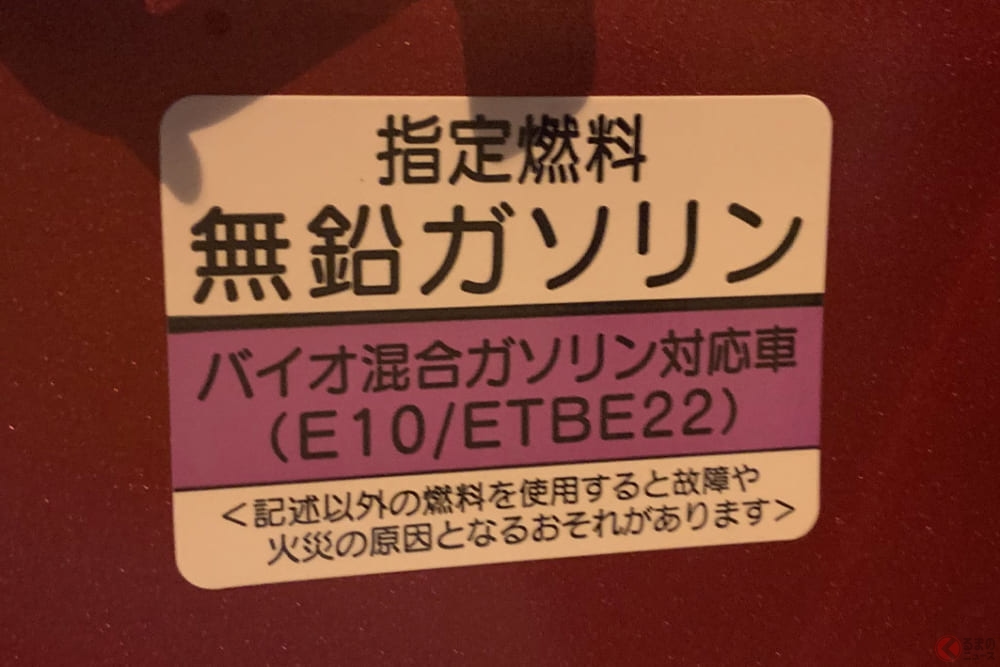 指定燃料
無鉛ガソリン
バイオ混合ガソリン対応車
(E10/ETBE22)
<記述以外の燃料を使用すると故障や
火災の原因となるおそれがあります>